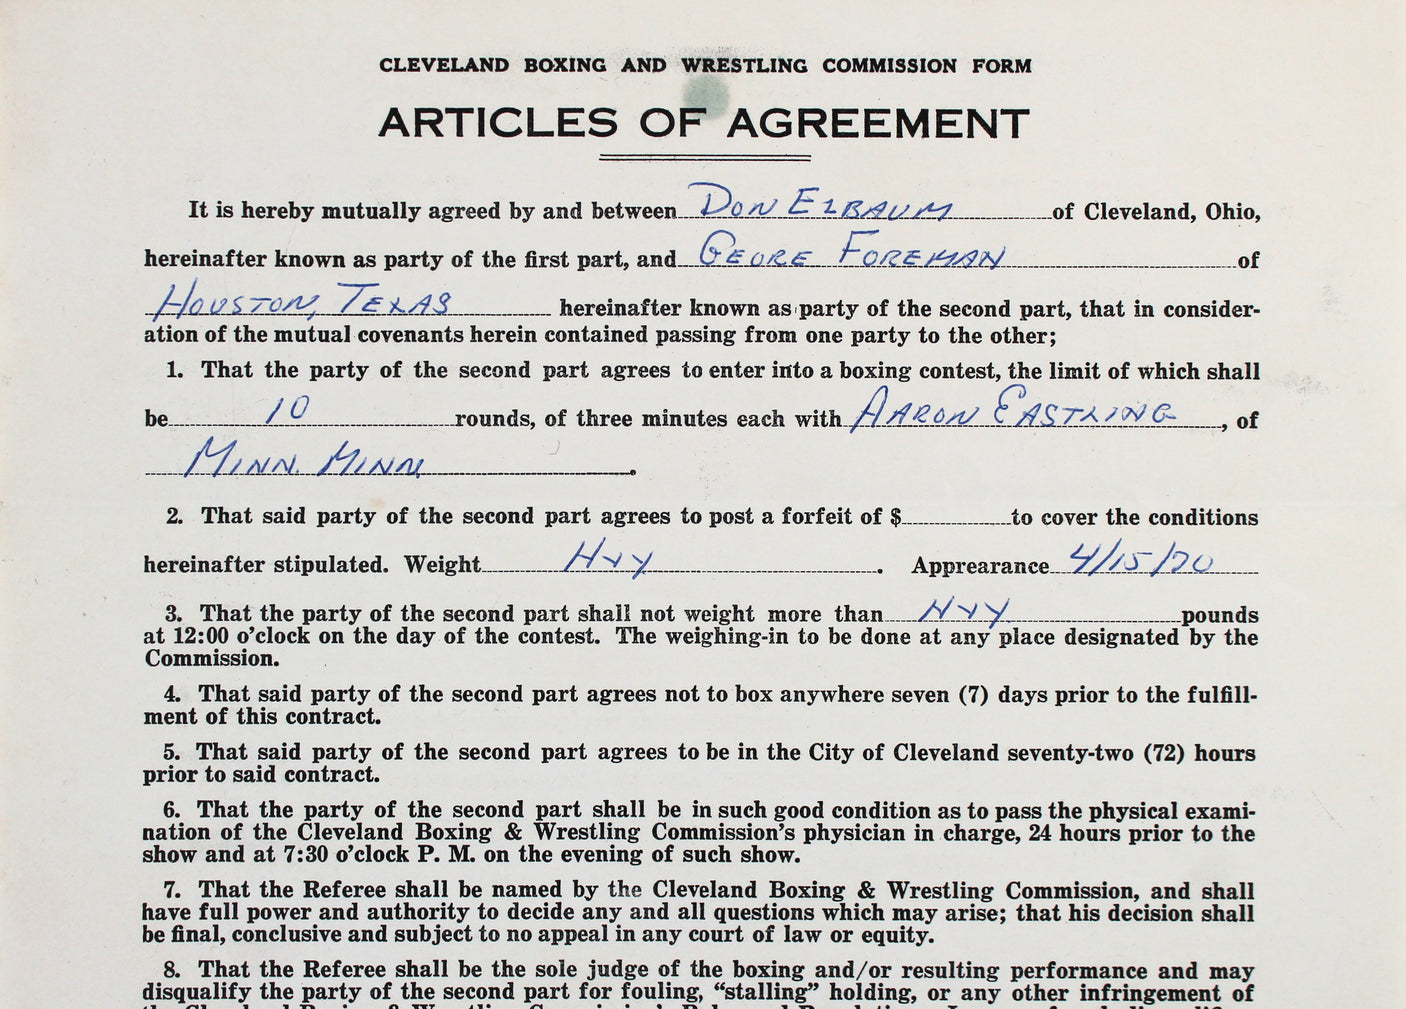 CLEVELAND BOXING AND WRESTLING COMMISSION FORM
ARTICLES OF AGREEMENT
It is hereby mutually agreed by and between DON ELBAUM of Cleveland, Ohio,
hereinafter known as party of the first part, and GEORE FOREMAN of
HOUSTON, TEXAS hereinafter known as party of the second part, that in consider-
ation of the mutual covenants herein contained passing from one party to the other;
1. That the party of the second part agrees to enter into a boxing contest, the limit of which shall
be 10 rounds, of three minutes each with AARON EASTLING, of
MINN. MINN.
2. That said party of the second part agrees to post a forfeit of $ to cover the conditions
hereinafter stipulated. Weight HVY. Apprearance 4/15/70
3. That the party of the second part shall not weight more than HVY pounds
at 12:00 o'clock on the day of the contest. The weighing-in to be done at any place designated by the
Commission.
4. That said party of the second part agrees not to box anywhere seven (7) days prior to the fulfill-
ment of this contract.
5. That said party of the second part agrees to be in the City of Cleveland seventy-two (72) hours
prior to said contract.
6. That the party of the second part shall be in such good condition as to pass the physical exami-
nation of the Cleveland Boxing & Wrestling Commission's physician in charge, 24 hours prior to the
show and at 7:30 o'clock P. M. on the evening of such show.
7. That the Referee shall be named by the Cleveland Boxing & Wrestling Commission, and shall
have full power and authority to decide any and all questions which may arise; that his decision shall
be final, conclusive and subject to no appeal in any court of law or equity.
8. That the Referee shall be the sole judge of the boxing and/or resulting performance and may
disqualify the party of the second part for fouling, "stalling" holding, or any other infringement of